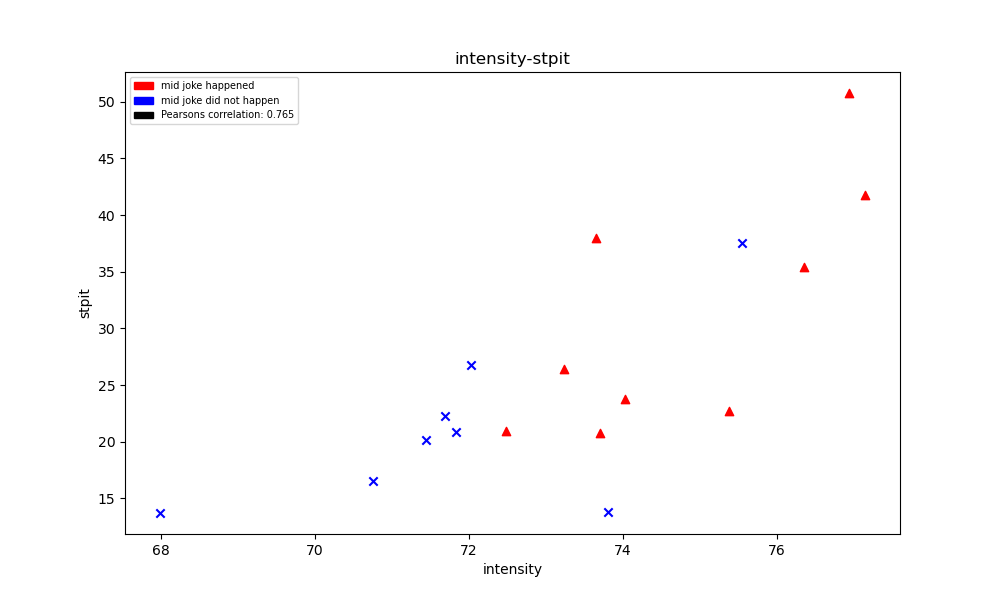 intensity-stpit
mid joke happened
mid joke did not happen
Pearsons correlation: 0.765
50
45
40
35
30
25
20
15
stpit
68 70 72 74 76
intensity